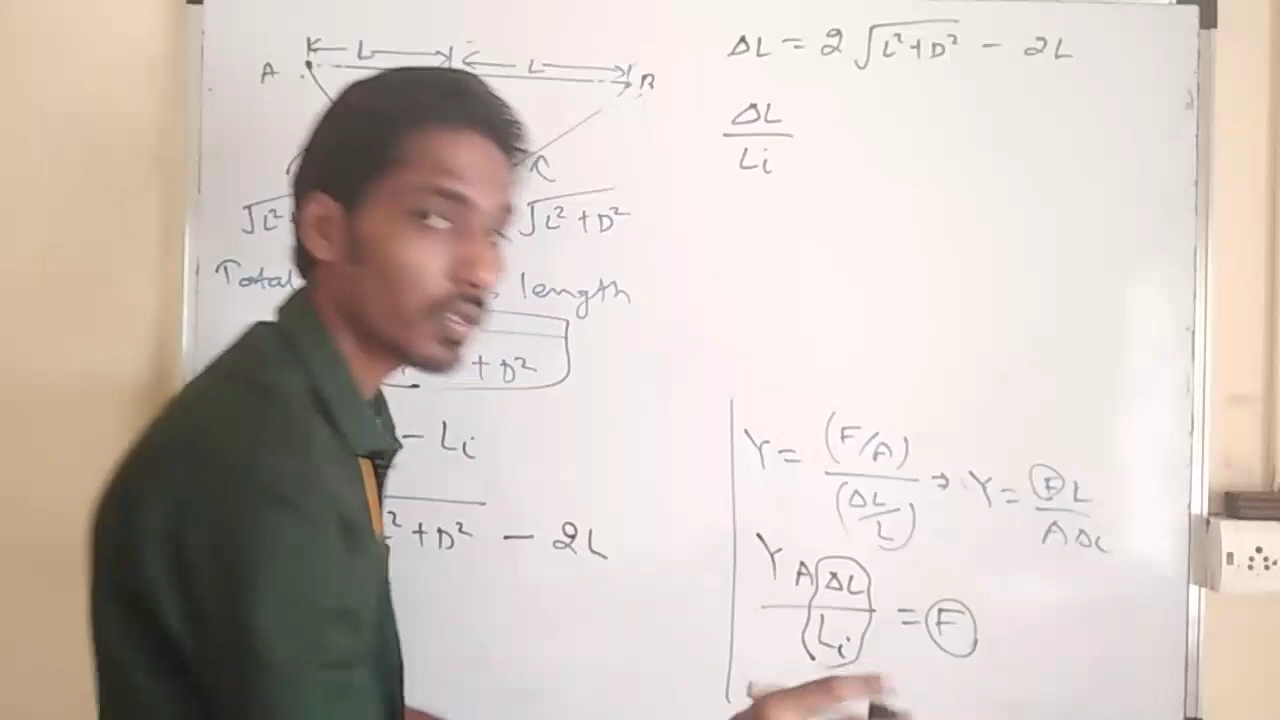 A L L B
C
√L² √L² + D²
Total length
+ D²
- Li
² + D² - 2L
ΔL = 2 √L² + D² - 2L
ΔL
Li
Y = (F/A) / (ΔL/L) → Y = FL / AΔL
Y A ΔL / Li = F